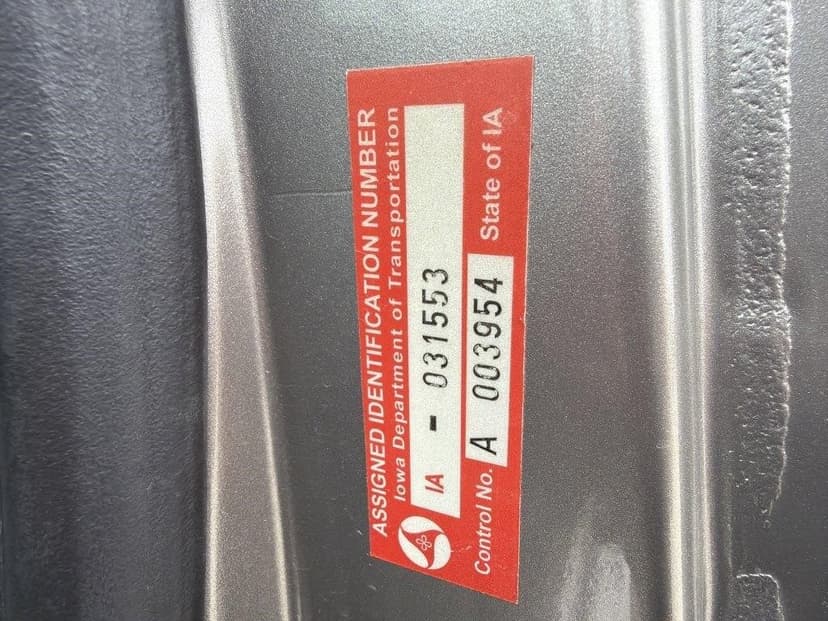 ASSIGNED IDENTIFICATION NUMBER
Iowa Department of Transportation
IA - 031553
Control No. A 003954 State of IA